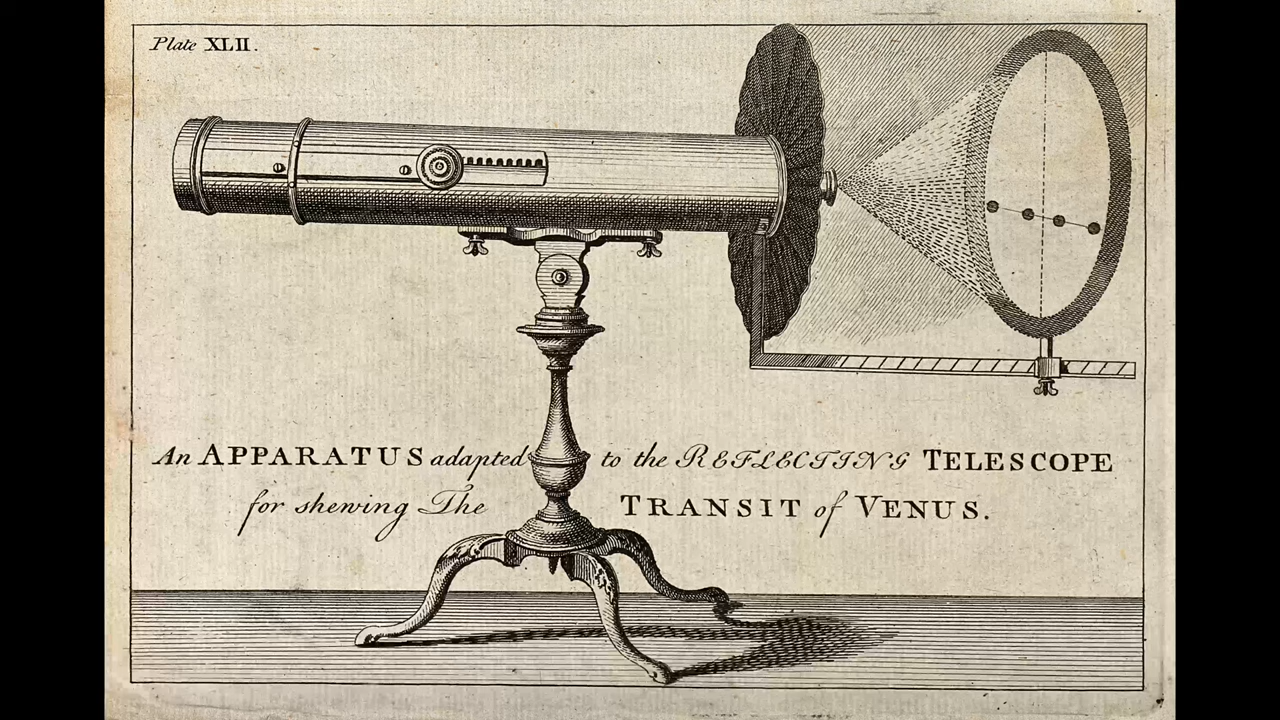 Plate XLII.
An APPARATUS adapted to the REFLECTING TELESCOPE
for shewing The TRANSIT of VENUS.